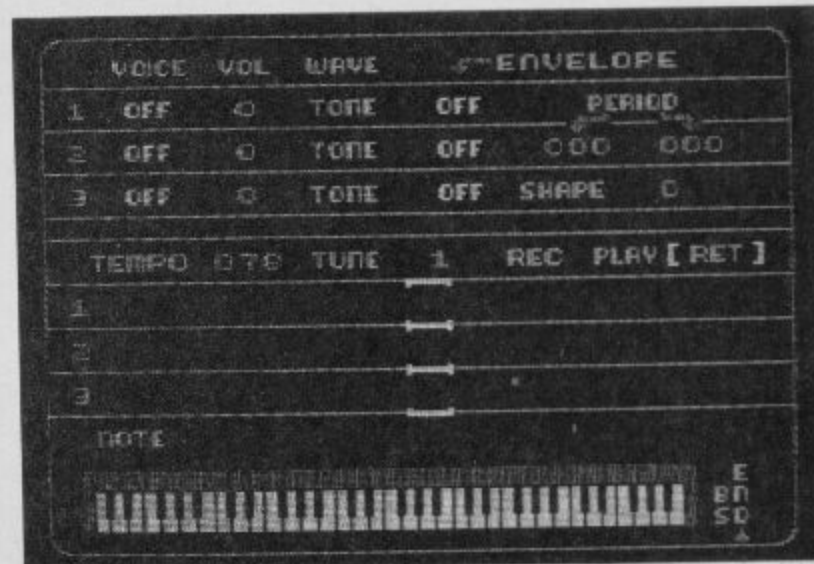 VOICE VOL WAVE ENVELOPE
1 OFF 0 TONE OFF PERIOD
2 OFF 0 TONE OFF 000 000
3 OFF 0 TONE OFF SHAPE 0
TEMPO 078 TUNE 1 REC PLAY [ RET ]
1
2
3
NOTE
E
B N
S D